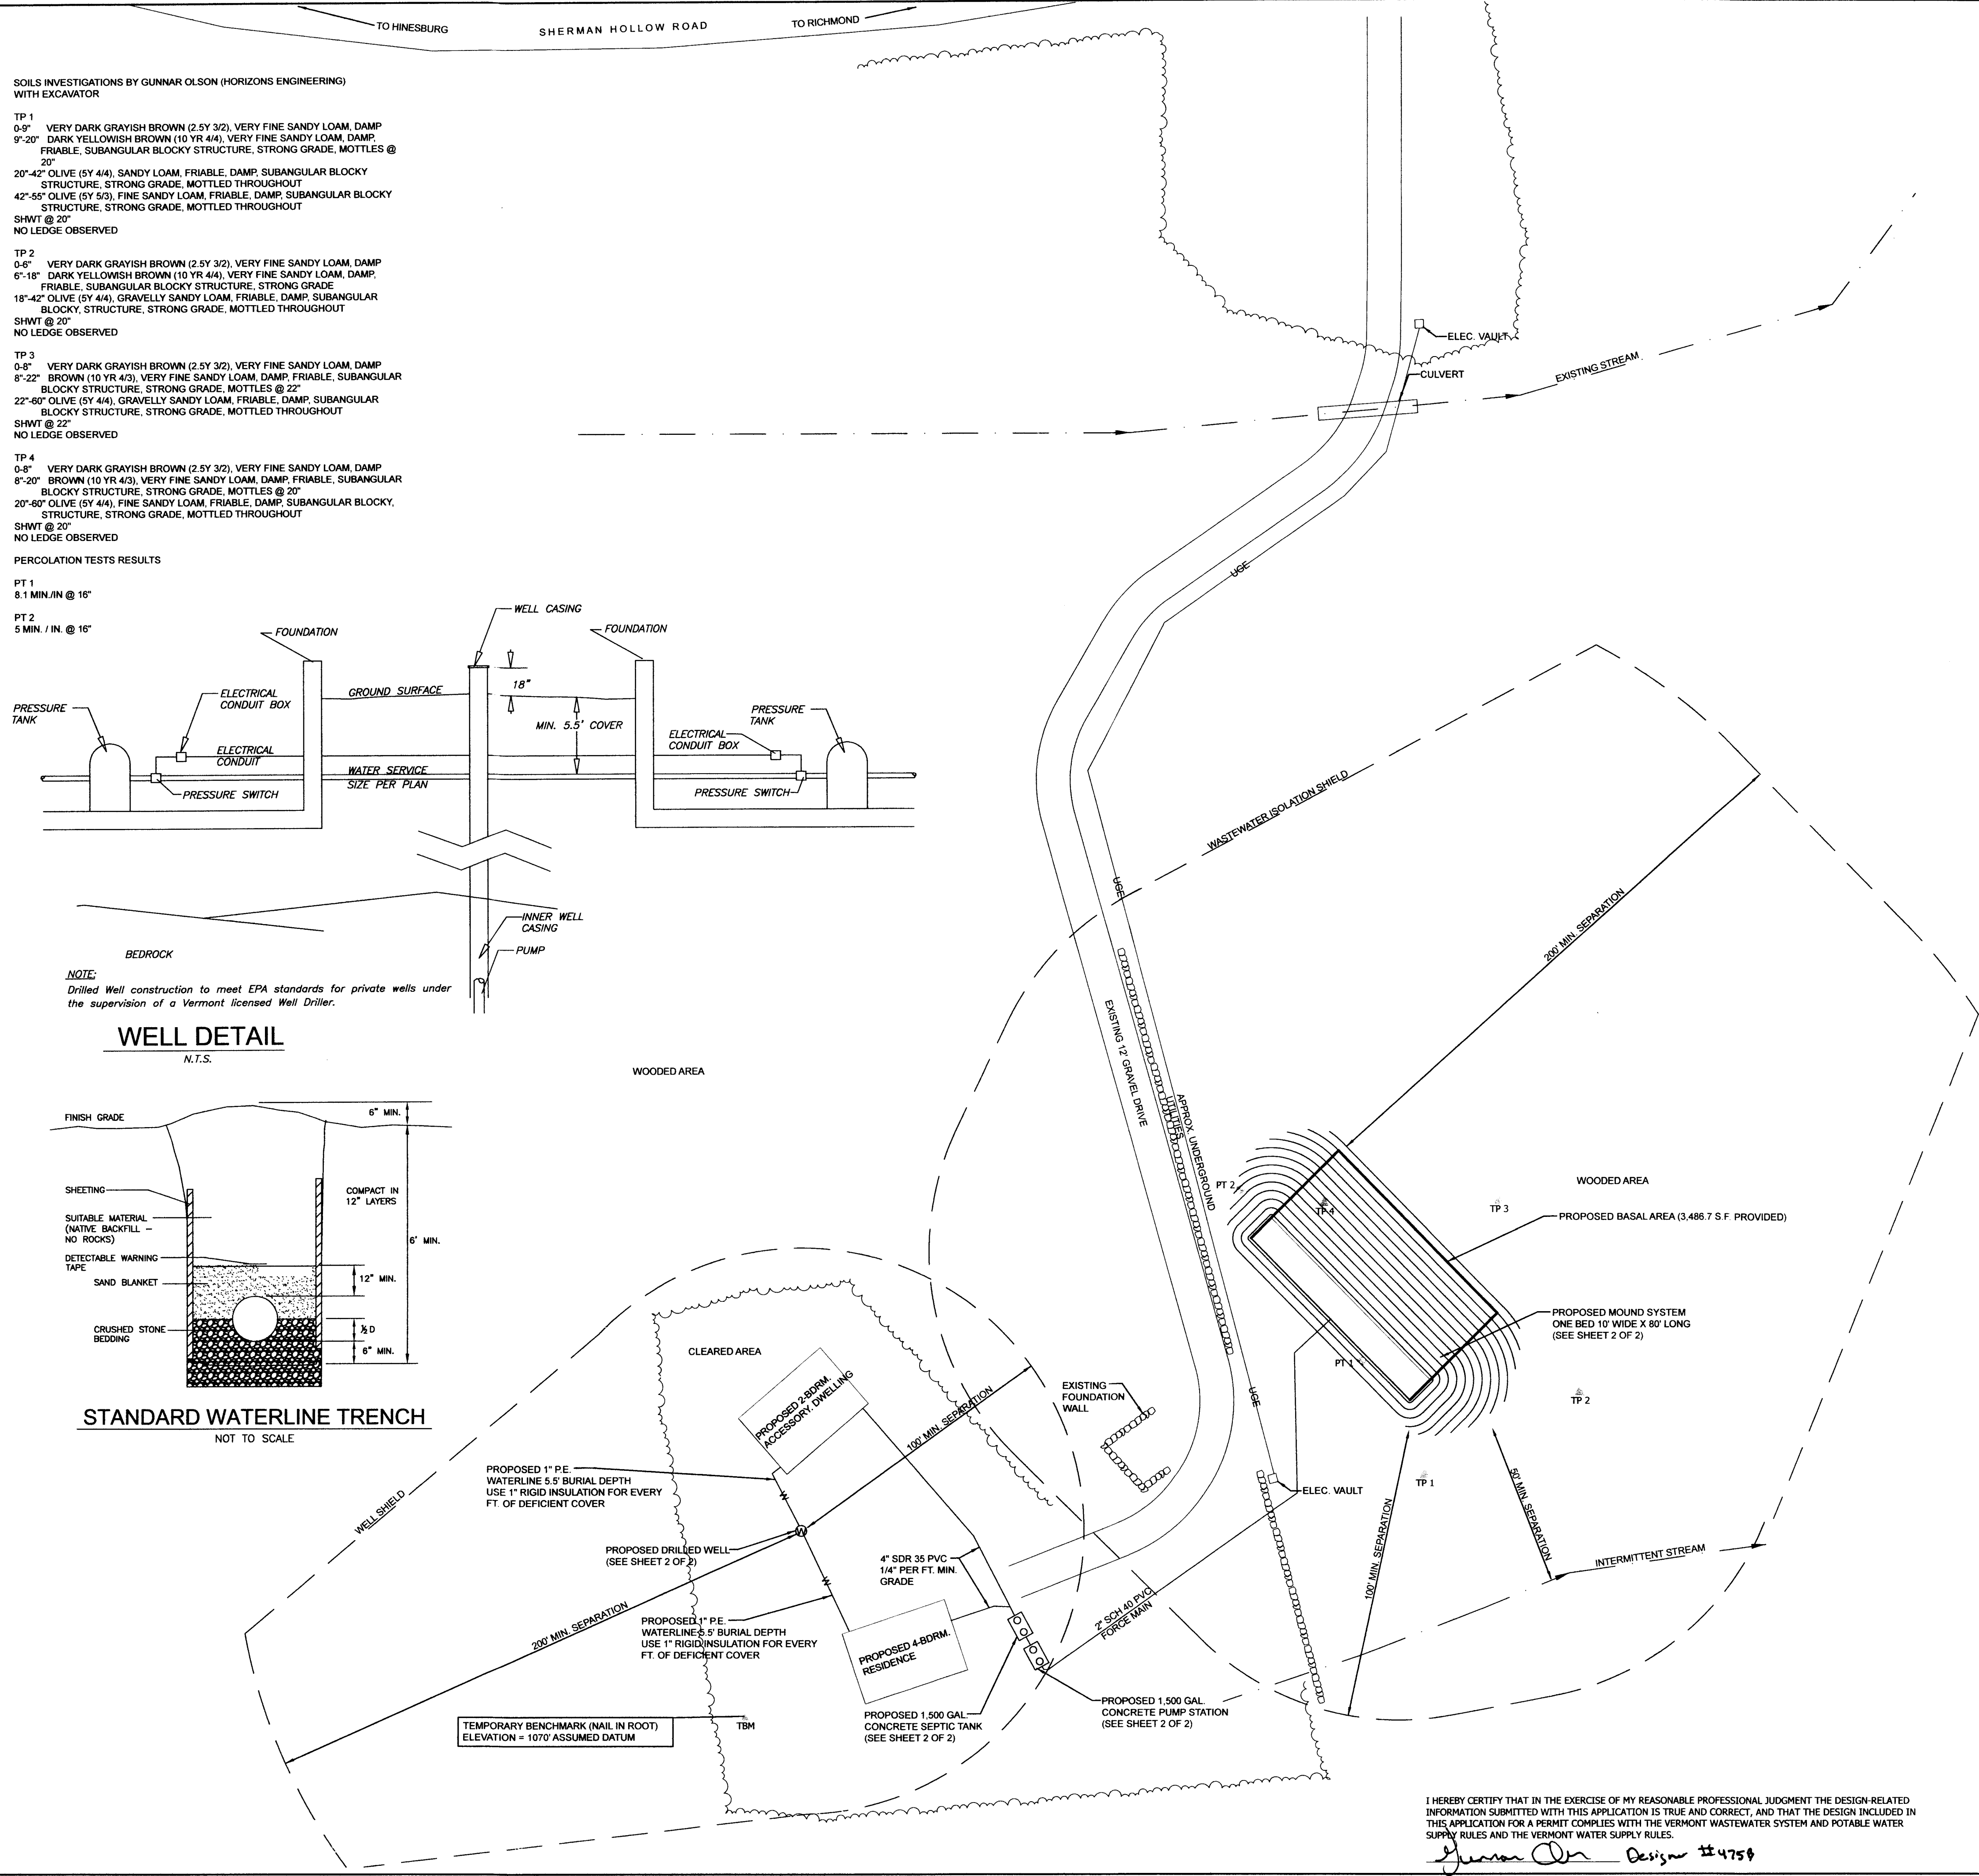 TO HINESBURG
SHERMAN HOLLOW ROAD
TO RICHMOND
SOILS INVESTIGATIONS BY GUNNAR OLSON (HORIZONS ENGINEERING)
WITH EXCAVATOR
TP 1
0-9" VERY DARK GRAYISH BROWN (2.5Y 3/2), VERY FINE SANDY LOAM, DAMP
9"-20" DARK YELLOWISH BROWN (10 YR 4/4), VERY FINE SANDY LOAM, DAMP,
FRIABLE, SUBANGULAR BLOCKY STRUCTURE, STRONG GRADE, MOTTLES @
20"
20"-42" OLIVE (5Y 4/4), SANDY LOAM, FRIABLE, DAMP, SUBANGULAR BLOCKY
STRUCTURE, STRONG GRADE, MOTTLED THROUGHOUT
42"-55" OLIVE (5Y 5/3), FINE SANDY LOAM, FRIABLE, DAMP, SUBANGULAR BLOCKY
STRUCTURE, STRONG GRADE, MOTTLED THROUGHOUT
SHWT @ 20"
NO LEDGE OBSERVED
TP 2
0-6" VERY DARK GRAYISH BROWN (2.5Y 3/2), VERY FINE SANDY LOAM, DAMP
6"-18" DARK YELLOWISH BROWN (10 YR 4/4), VERY FINE SANDY LOAM, DAMP,
FRIABLE, SUBANGULAR BLOCKY STRUCTURE, STRONG GRADE
18"-42" OLIVE (5Y 4/4), GRAVELLY SANDY LOAM, FRIABLE, DAMP, SUBANGULAR
BLOCKY, STRUCTURE, STRONG GRADE, MOTTLED THROUGHOUT
SHWT @ 20"
NO LEDGE OBSERVED
TP 3
0-8" VERY DARK GRAYISH BROWN (2.5Y 3/2), VERY FINE SANDY LOAM, DAMP
8"-22" BROWN (10 YR 4/3), VERY FINE SANDY LOAM, DAMP, FRIABLE, SUBANGULAR
BLOCKY STRUCTURE, STRONG GRADE, MOTTLES @ 22"
22"-60" OLIVE (5Y 4/4), GRAVELLY SANDY LOAM, FRIABLE, DAMP, SUBANGULAR
BLOCKY STRUCTURE, STRONG GRADE, MOTTLED THROUGHOUT
SHWT @ 22"
NO LEDGE OBSERVED
TP 4
0-8" VERY DARK GRAYISH BROWN (2.5Y 3/2), VERY FINE SANDY LOAM, DAMP
8"-20" BROWN (10 YR 4/3), VERY FINE SANDY LOAM, DAMP, FRIABLE, SUBANGULAR
BLOCKY STRUCTURE, STRONG GRADE, MOTTLES @ 20"
20"-60" OLIVE (5Y 4/4), FINE SANDY LOAM, FRIABLE, DAMP, SUBANGULAR BLOCKY,
STRUCTURE, STRONG GRADE, MOTTLED THROUGHOUT
SHWT @ 20"
NO LEDGE OBSERVED
PERCOLATION TESTS RESULTS
PT 1
8.1 MIN./IN @ 16"
PT 2
5 MIN. / IN. @ 16"
WELL CASING
FOUNDATION
FOUNDATION
18"
GROUND SURFACE
ELECTRICAL
CONDUIT BOX
PRESSURE
TANK
MIN. 5.5' COVER
PRESSURE
TANK
ELECTRICAL
CONDUIT BOX
ELECTRICAL
CONDUIT
WATER SERVICE
SIZE PER PLAN
PRESSURE SWITCH
PRESSURE SWITCH
INNER WELL
CASING
PUMP
BEDROCK
NOTE:
Drilled Well construction to meet EPA standards for private wells under
the supervision of a Vermont licensed Well Driller.
WELL DETAIL
N.T.S.
FINISH GRADE
6" MIN.
SHEETING
COMPACT IN
12" LAYERS
SUITABLE MATERIAL
(NATIVE BACKFILL –
NO ROCKS)
6' MIN.
DETECTABLE WARNING
TAPE
SAND BLANKET
12" MIN.
CRUSHED STONE
BEDDING
½D
6" MIN.
STANDARD WATERLINE TRENCH
NOT TO SCALE
ELEC. VAULT
CULVERT
EXISTING STREAM
UGE
WASTEWATER ISOLATION SHIELD
UGE
200' MIN. SEPARATION
EXISTING 12' GRAVEL DRIVE
APPROX. UNDERGROUND
UTILITIES
WOODED AREA
WOODED AREA
PT 2
TP 4
TP 3
PROPOSED BASAL AREA (3,486.7 S.F. PROVIDED)
PROPOSED MOUND SYSTEM
ONE BED 10' WIDE X 80' LONG
(SEE SHEET 2 OF 2)
PT 1
TP 2
TP 1
UGE
ELEC. VAULT
100' MIN. SEPARATION
50' MIN. SEPARATION
INTERMITTENT STREAM
CLEARED AREA
PROPOSED 2-BDRM.
ACCESSORY DWELLING
100' MIN. SEPARATION
EXISTING
FOUNDATION
WALL
PROPOSED 1" P.E.
WATERLINE 5.5' BURIAL DEPTH
USE 1" RIGID INSULATION FOR EVERY
FT. OF DEFICIENT COVER
WELL SHIELD
W
W
PROPOSED DRILLED WELL
(SEE SHEET 2 OF 2)
4" SDR 35 PVC
1/4" PER FT. MIN.
GRADE
W
2" SCH 40 PVC
FORCE MAIN
200' MIN. SEPARATION
PROPOSED 1" P.E.
WATERLINE 5.5' BURIAL DEPTH
USE 1" RIGID INSULATION FOR EVERY
FT. OF DEFICIENT COVER
PROPOSED 4-BDRM.
RESIDENCE
PROPOSED 1,500 GAL.
CONCRETE SEPTIC TANK
(SEE SHEET 2 OF 2)
PROPOSED 1,500 GAL.
CONCRETE PUMP STATION
(SEE SHEET 2 OF 2)
TEMPORARY BENCHMARK (NAIL IN ROOT)
ELEVATION = 1070' ASSUMED DATUM
TBM
I HEREBY CERTIFY THAT IN THE EXERCISE OF MY REASONABLE PROFESSIONAL JUDGMENT THE DESIGN-RELATED
INFORMATION SUBMITTED WITH THIS APPLICATION IS TRUE AND CORRECT, AND THAT THE DESIGN INCLUDED IN
THIS APPLICATION FOR A PERMIT COMPLIES WITH THE VERMONT WASTEWATER SYSTEM AND POTABLE WATER
SUPPLY RULES AND THE VERMONT WATER SUPPLY RULES.
Designer